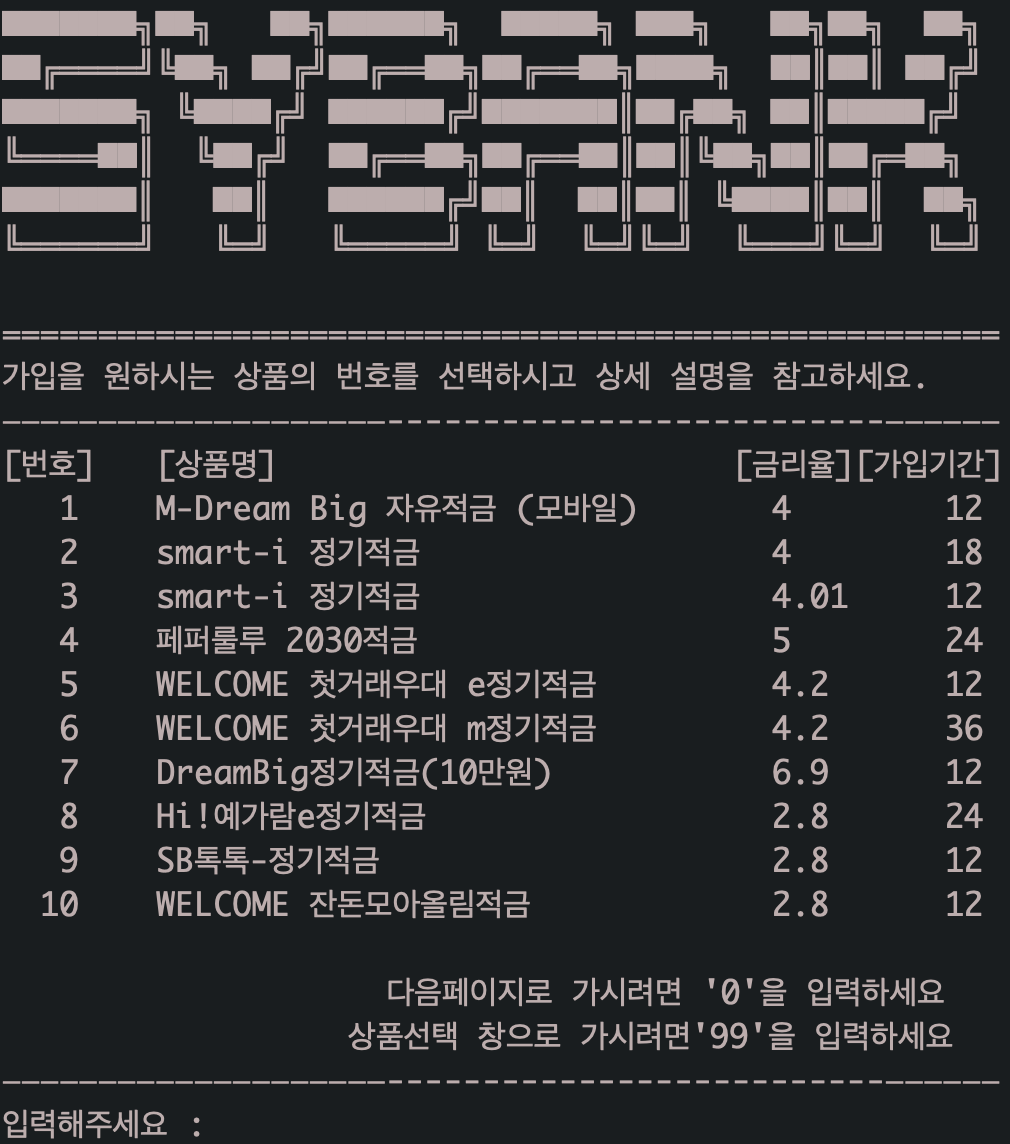 SYBANK
가입을 원하시는 상품의 번호를 선택하시고 상세 설명을 참고하세요.
[번호] [상품명] [금리율][가입기간]
1 M-Dream Big 자유적금 (모바일) 4 12
2 smart-i 정기적금 4 18
3 smart-i 정기적금 4.01 12
4 페퍼룰루 2030적금 5 24
5 WELCOME 첫거래우대 e정기적금 4.2 12
6 WELCOME 첫거래우대 m정기적금 4.2 36
7 DreamBig정기적금(10만원) 6.9 12
8 Hi!예가람e정기적금 2.8 24
9 SB톡톡-정기적금 2.8 12
10 WELCOME 잔돈모아올림적금 2.8 12
다음페이지로 가시려면 '0'을 입력하세요
상품선택 창으로 가시려면'99'을 입력하세요
입력해주세요 :